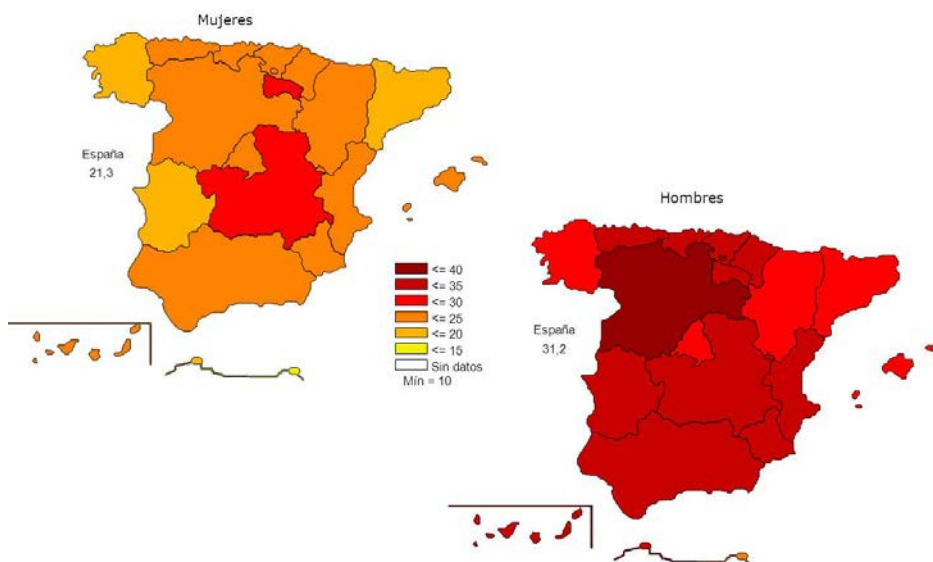 Mujeres
España
21,3
Hombres
<= 40
<= 35
<= 30
<= 25
<= 20
<= 15
Sin datos
Mín = 10
España
31,2